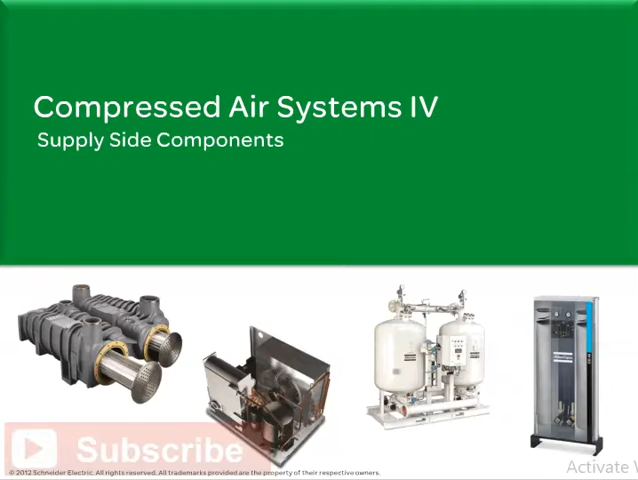 Compressed Air Systems IV
Supply Side Components
Subscribe
© 2012 Schneider Electric. All rights reserved. All trademarks provided are the property of their respective owners.
Activate